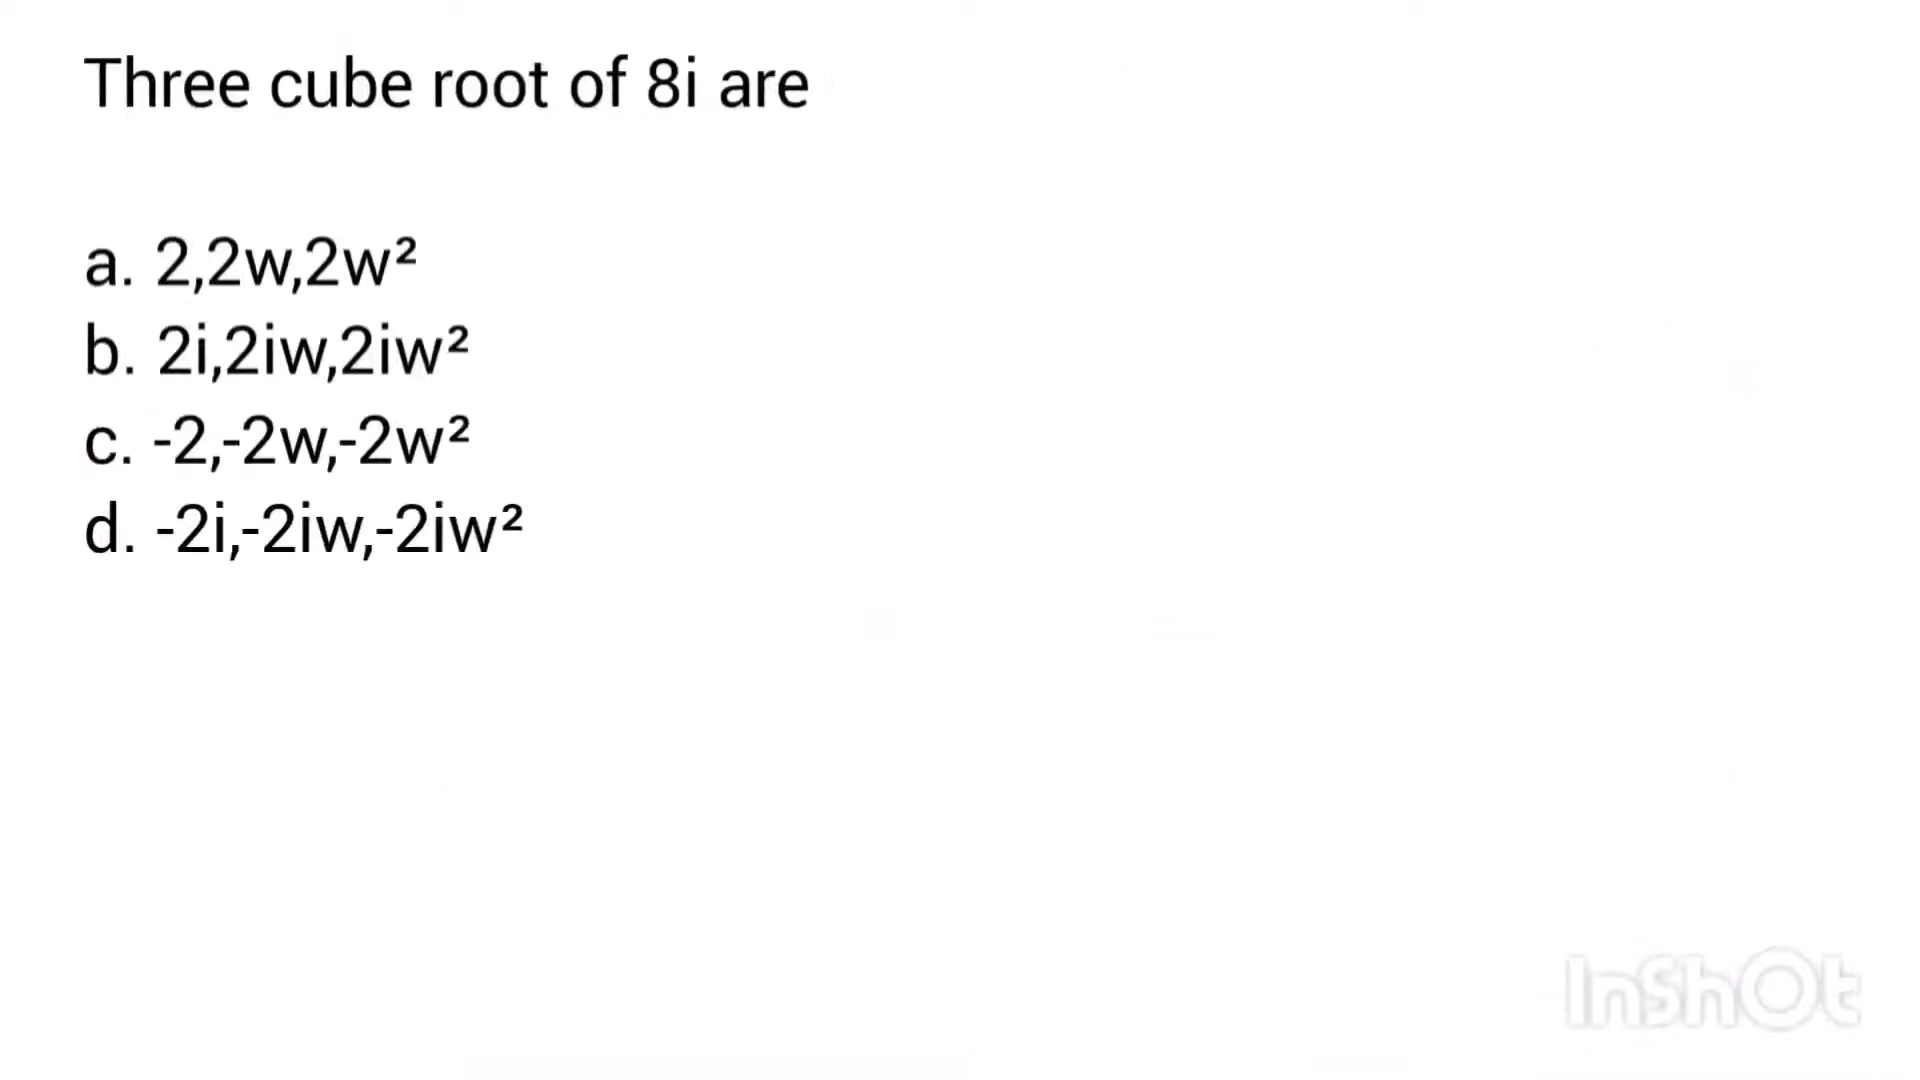 Three cube root of 8i are
a. 2,2w,2w²
b. 2i,2iw,2iw²
c. -2,-2w,-2w²
d. -2i,-2iw,-2iw²
InShOt